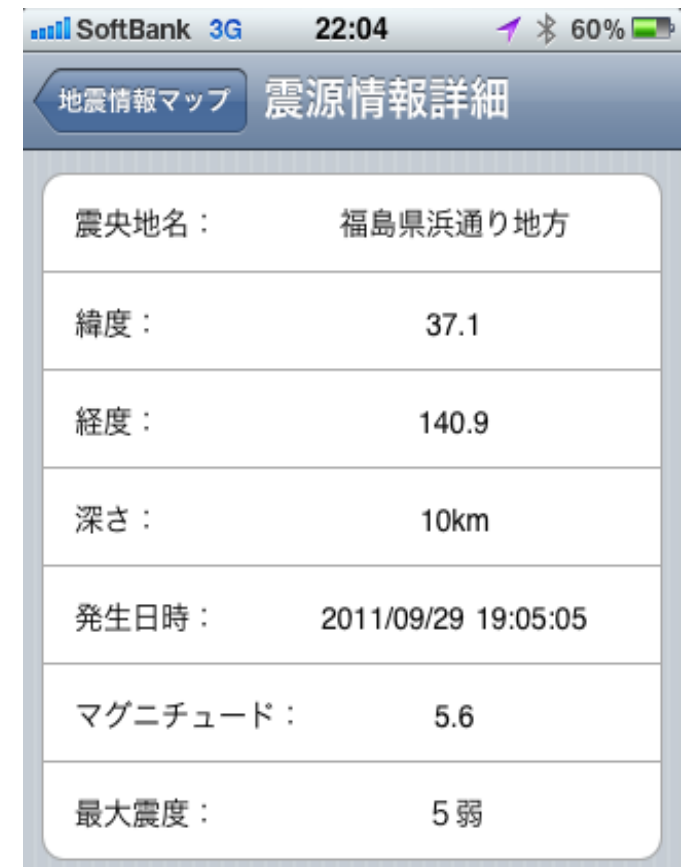 SoftBank 3G 22:04 60%
地震情報マップ 震源情報詳細
震央地名： 福島県浜通り地方
緯度： 37.1
経度： 140.9
深さ： 10km
発生日時： 2011/09/29 19:05:05
マグニチュード： 5.6
最大震度： 5弱